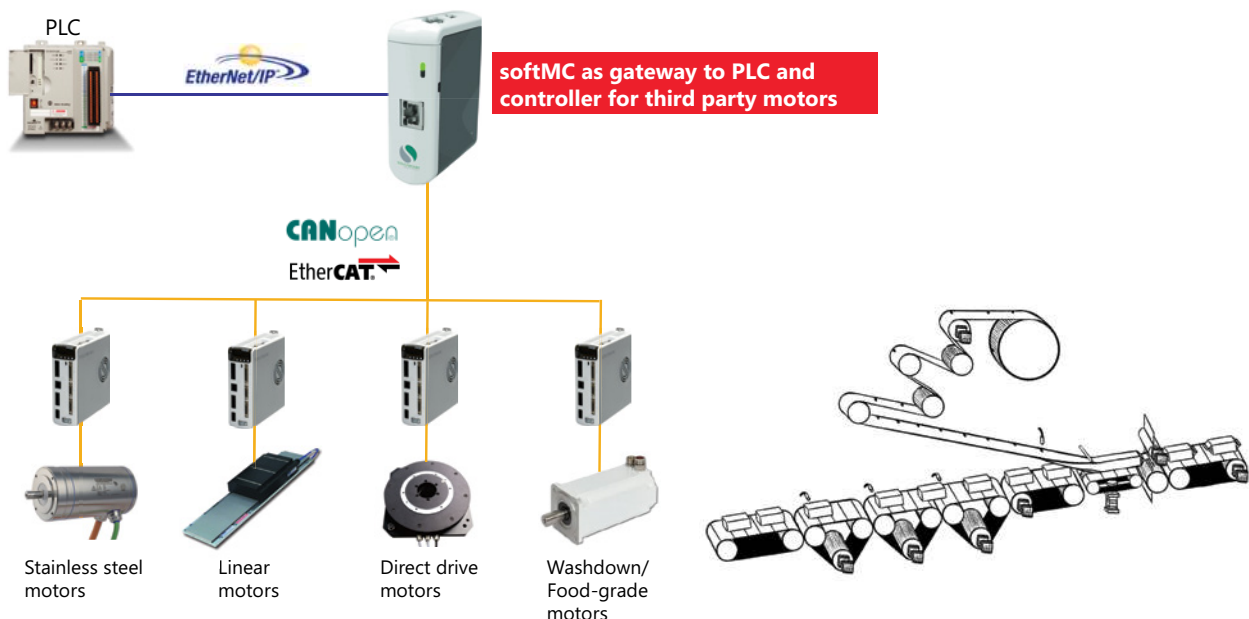 PLC
EtherNet/IP
softMC as gateway to PLC and
controller for third party motors
CANopen
EtherCAT
Stainless steel
motors
Linear
motors
Direct drive
motors
Washdown/
Food-grade
motors